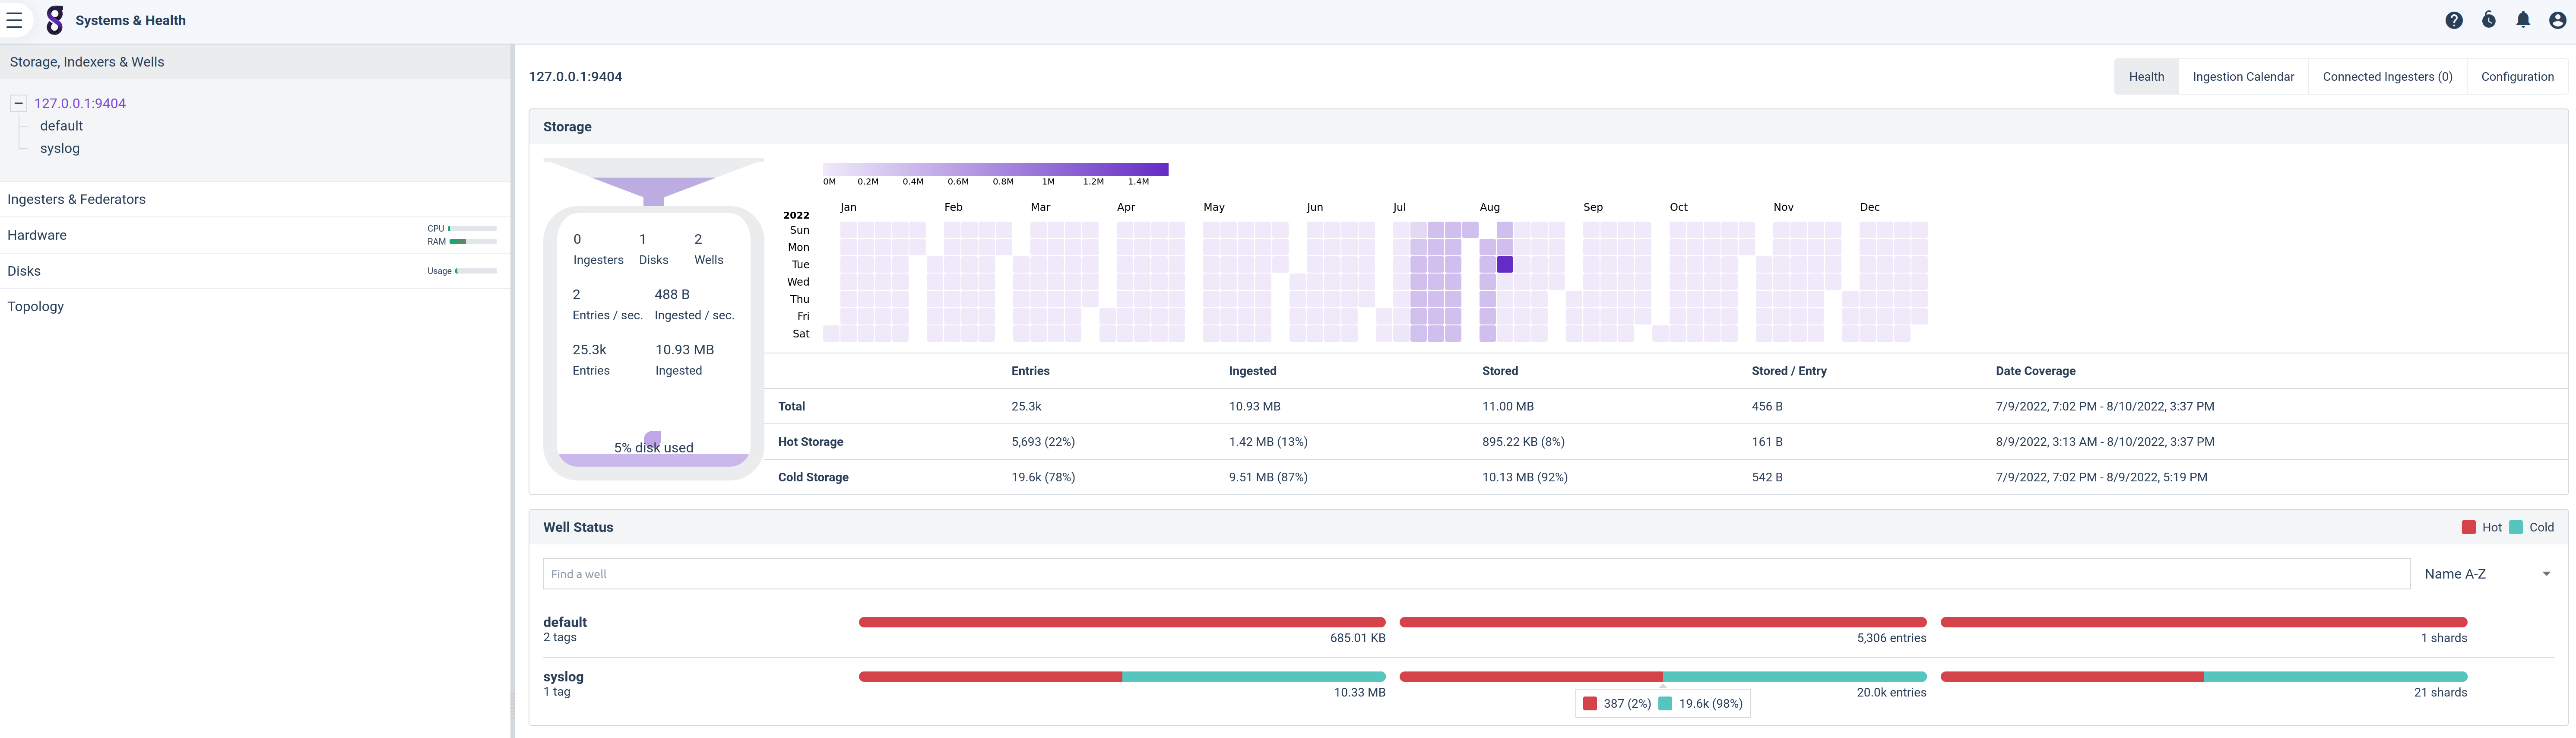 Systems & Health
Storage, Indexers & Wells
127.0.0.1:9404
default
syslog
Ingesters & Federators
Hardware
CPU
RAM
Disks
Usage
Topology
127.0.0.1:9404
Health Ingestion Calendar Connected Ingesters (0) Configuration
Storage
0 1 2
Ingesters Disks Wells
2 488 B
Entries / sec. Ingested / sec.
25.3k 10.93 MB
Entries Ingested
5% disk used
0M 0.2M 0.4M 0.6M 0.8M 1M 1.2M 1.4M
Jan Feb Mar Apr May Jun Jul Aug Sep Oct Nov Dec
2022
Sun
Mon
Tue
Wed
Thu
Fri
Sat
Entries Ingested Stored Stored / Entry Date Coverage
Total 25.3k 10.93 MB 11.00 MB 456 B 7/9/2022, 7:02 PM - 8/10/2022, 3:37 PM
Hot Storage 5,693 (22%) 1.42 MB (13%) 895.22 KB (8%) 161 B 8/9/2022, 3:13 AM - 8/10/2022, 3:37 PM
Cold Storage 19.6k (78%) 9.51 MB (87%) 10.13 MB (92%) 542 B 7/9/2022, 7:02 PM - 8/9/2022, 5:19 PM
Well Status Hot Cold
Find a well Name A-Z
default
2 tags 685.01 KB 5,306 entries 1 shards
syslog
1 tag 10.33 MB 20.0k entries 21 shards
387 (2%) 19.6k (98%)